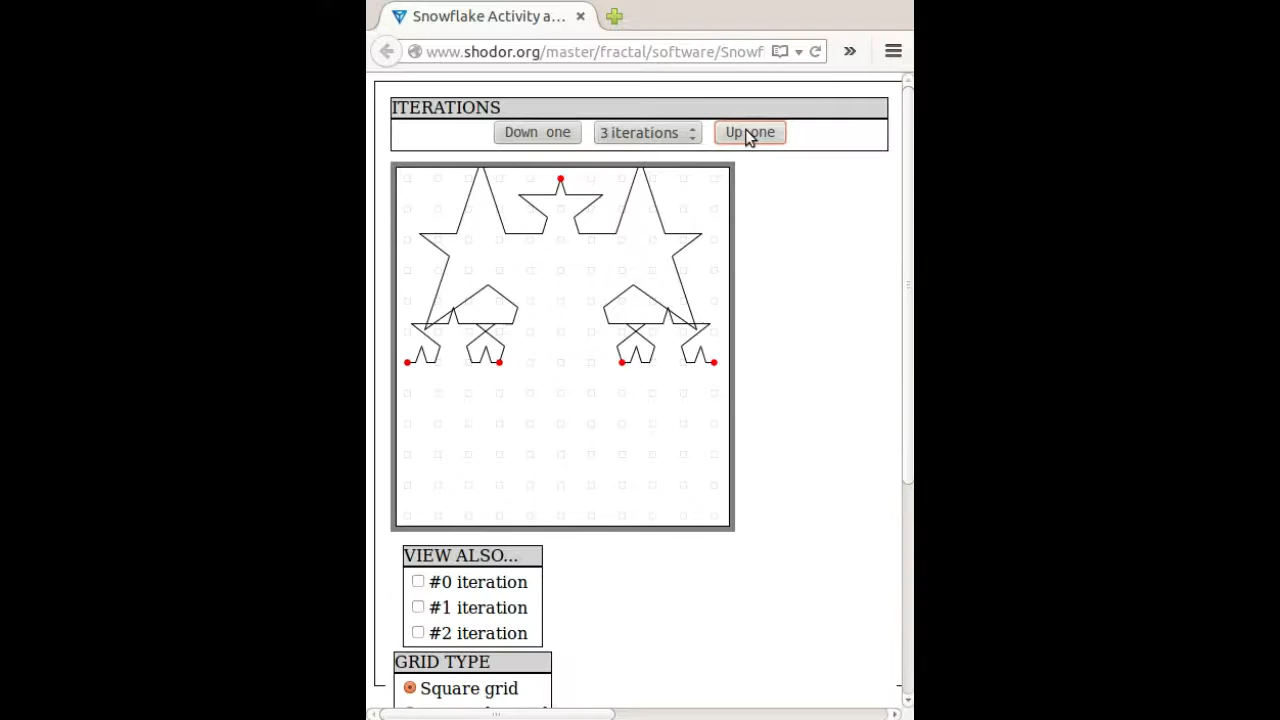 Snowflake Activity a...
www.shodor.org/master/fractal/software/Snowf
ITERATIONS
Down one 3 iterations Up one
VIEW ALSO...
#0 iteration
#1 iteration
#2 iteration
GRID TYPE
Square grid